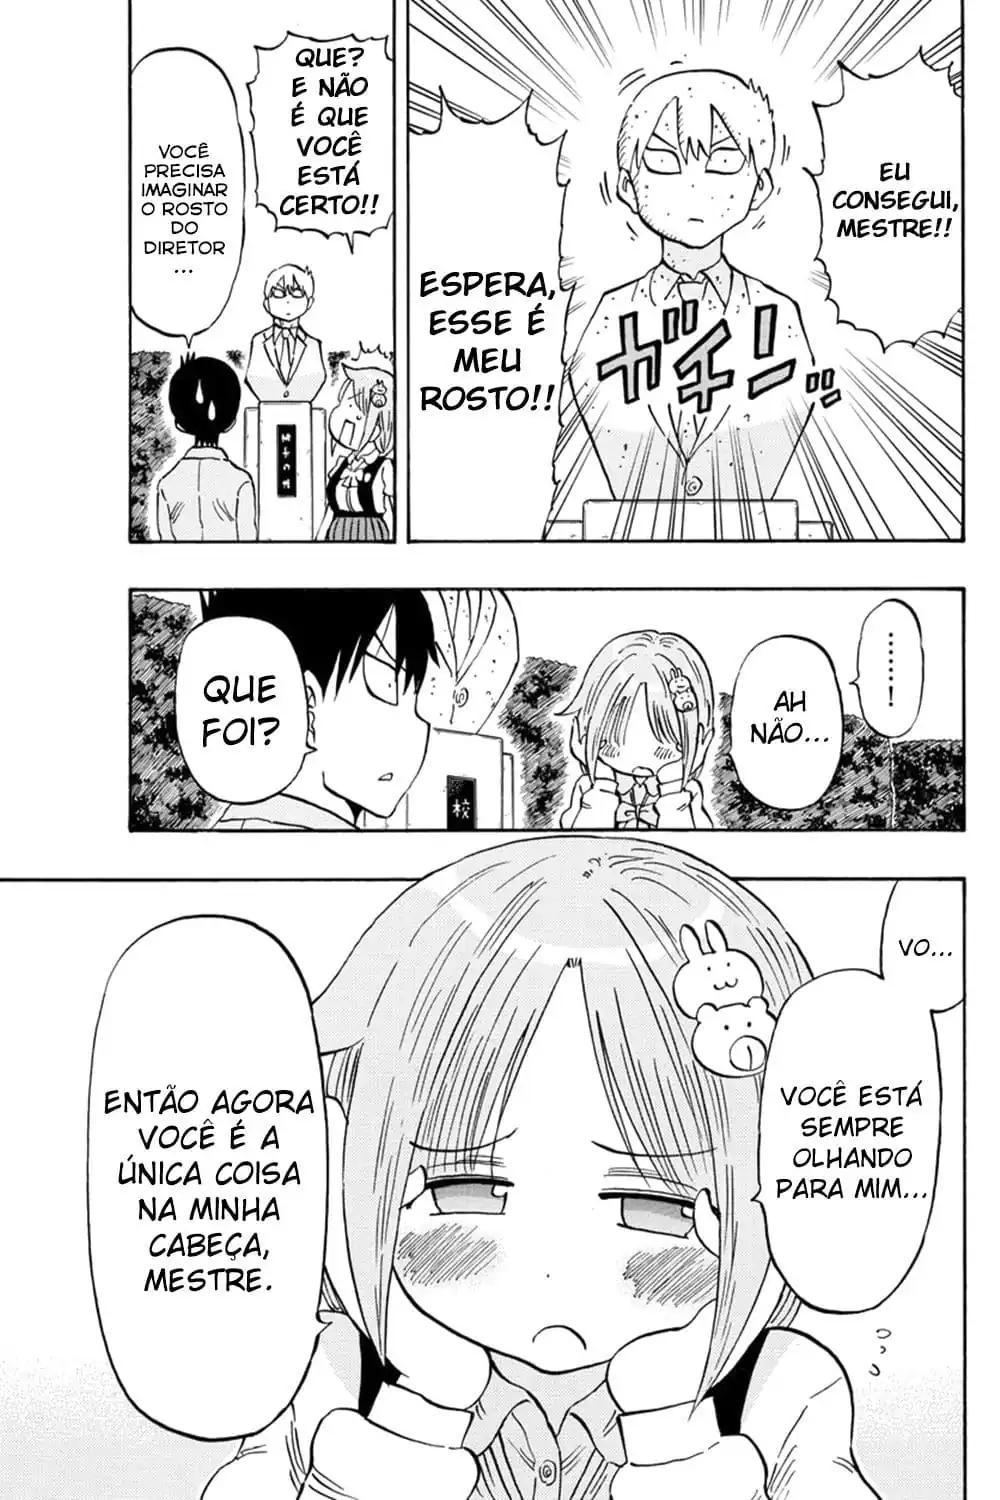 EU
CONSEGUI,
MESTRE!!
ESPERA,
ESSE É
MEU
ROSTO!!
ガチーン!!
QUE?
E NÃO
É QUE
VOCÊ
ESTÁ
CERTO!!
VOCÊ
PRECISA
IMAGINAR
O ROSTO
DO
DIRETOR
...
........!
AH
NÃO...
QUE
FOI?
校
VO...
VOCÊ ESTÁ
SEMPRE
OLHANDO
PARA MIM...
ENTÃO AGORA
VOCÊ É A
ÚNICA COISA
NA MINHA
CABEÇA,
MESTRE.